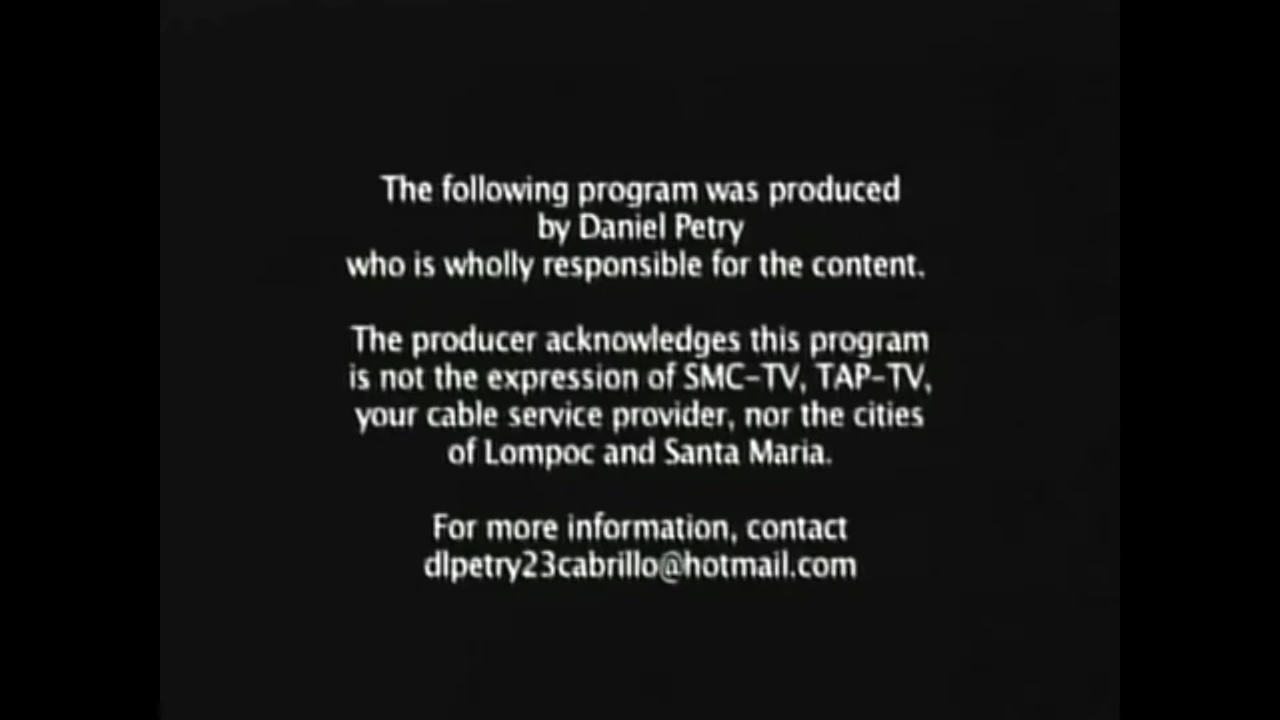 The following program was produced
by Daniel Petry
who is wholly responsible for the content.
The producer acknowledges this program
is not the expression of SMC-TV, TAP-TV,
your cable service provider, nor the cities
of Lompoc and Santa Maria.
For more information, contact
dlpetry23cabrillo@hotmail.com